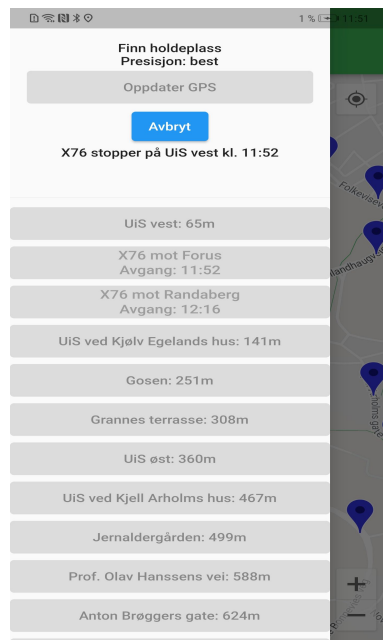 1 % 11:51
Finn holdeplass
Presisjon: best
Oppdater GPS
Avbryt
X76 stopper på UiS vest kl. 11:52
UiS vest: 65m
X76 mot Forus
Avgang: 11:52
X76 mot Randaberg
Avgang: 12:16
UiS ved Kjølv Egelands hus: 141m
Gosen: 251m
Grannes terrasse: 308m
UiS øst: 360m
UiS ved Kjell Arholms hus: 467m
Jernaldergården: 499m
Prof. Olav Hanssens vei: 588m
Anton Brøggers gate: 624m
+
−